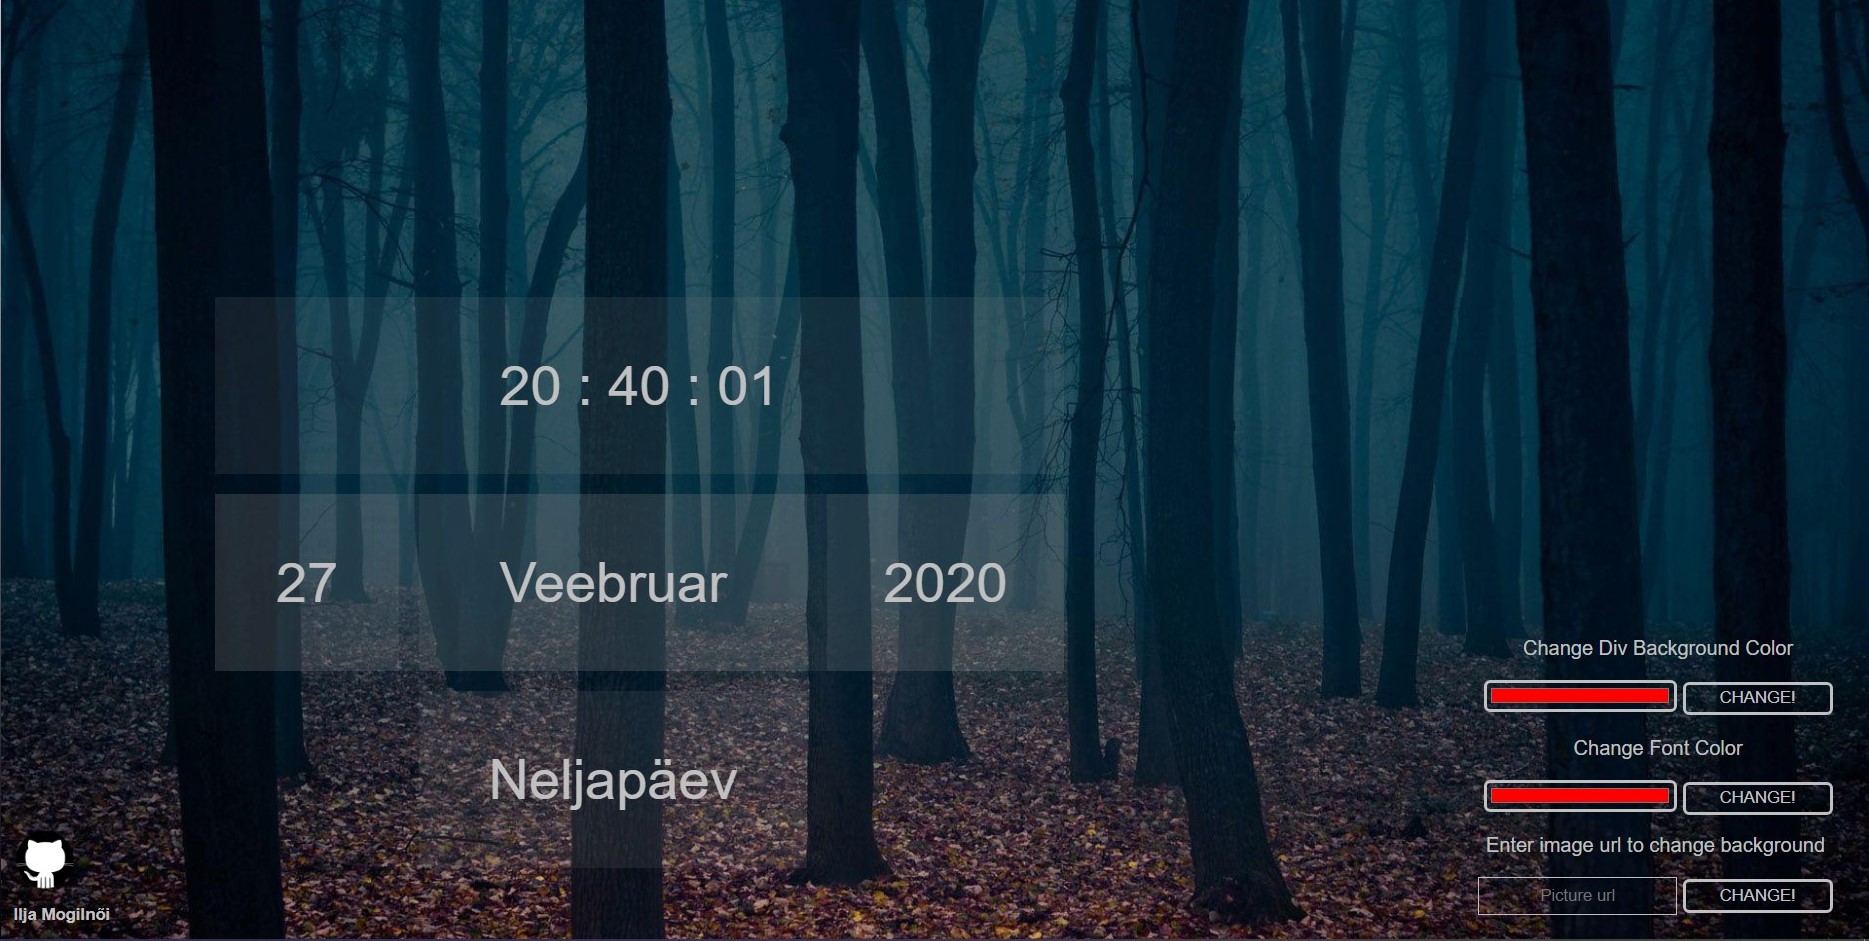 20 : 40 : 01
27 Veebruar 2020
Neljapäev
Change Div Background Color
CHANGE!
Change Font Color
CHANGE!
Enter image url to change background
Picture url CHANGE!
Ilja Mogilnõi